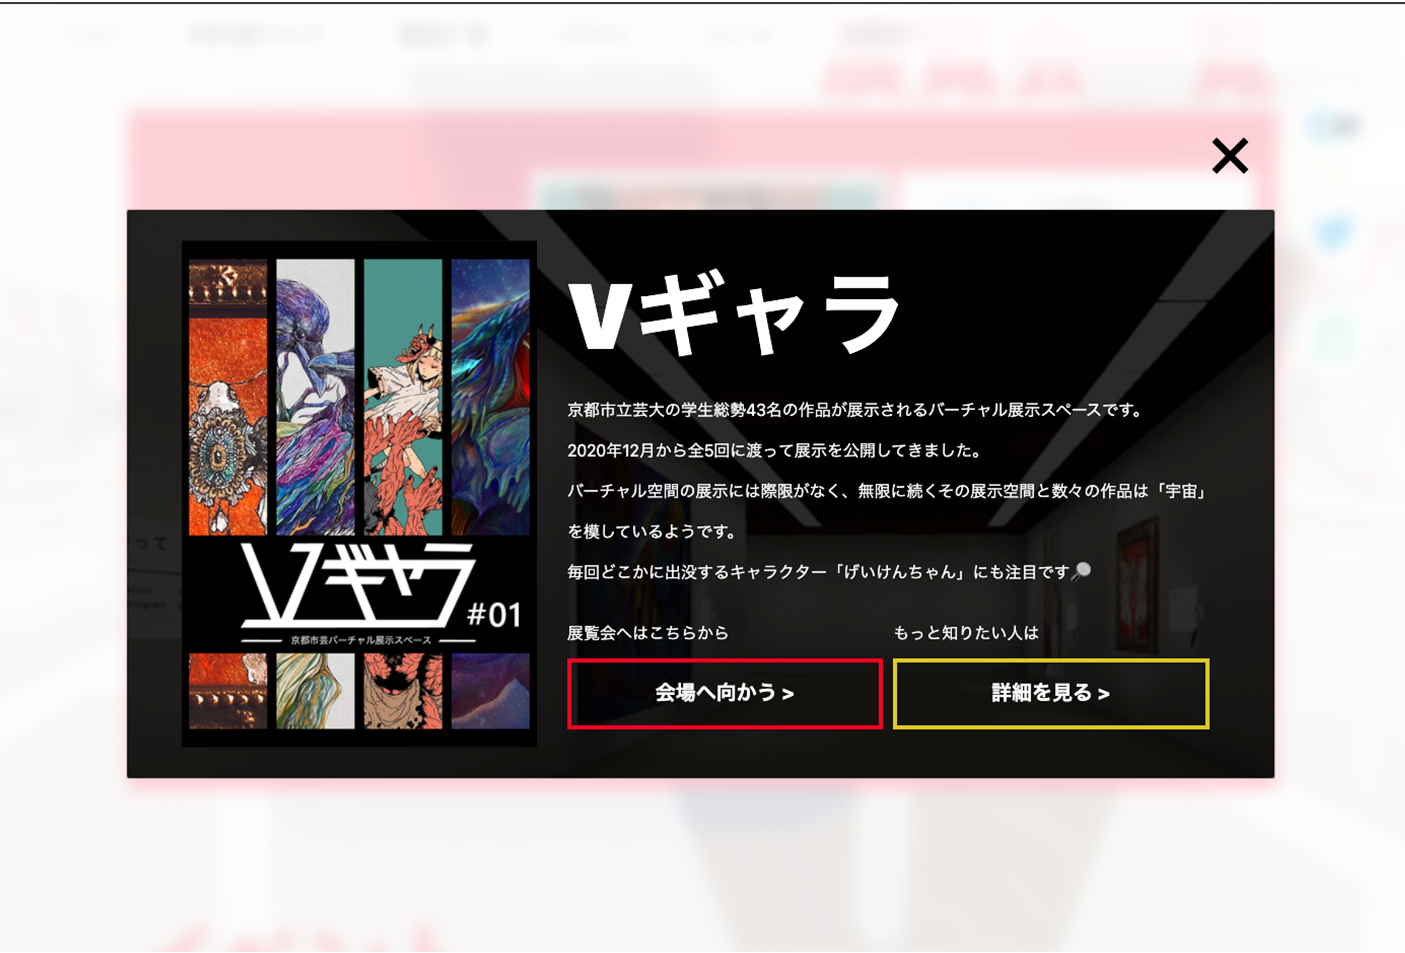 Vギャラ
京都市立芸大の学生総勢43名の作品が展示されるバーチャル展示スペースです。
2020年12月から全5回に渡って展示を公開してきました。
バーチャル空間の展示には際限がなく、無限に続くその展示空間と数々の作品は「宇宙」
を模しているようです。
毎回どこかに出没するキャラクター「げいけんちゃん」にも注目です🔎
展覧会へはこちらから
もっと知りたい人は
会場へ向かう >
詳細を見る >
Vギャラ
#01
京都市芸バーチャル展示スペース